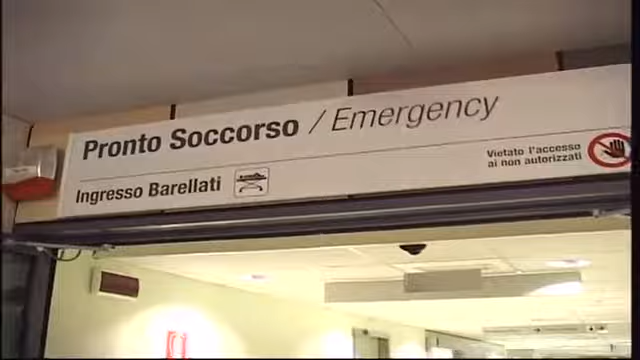 Pronto Soccorso / Emergency
Ingresso Barellati
Vietato l'accesso
ai non autorizzati